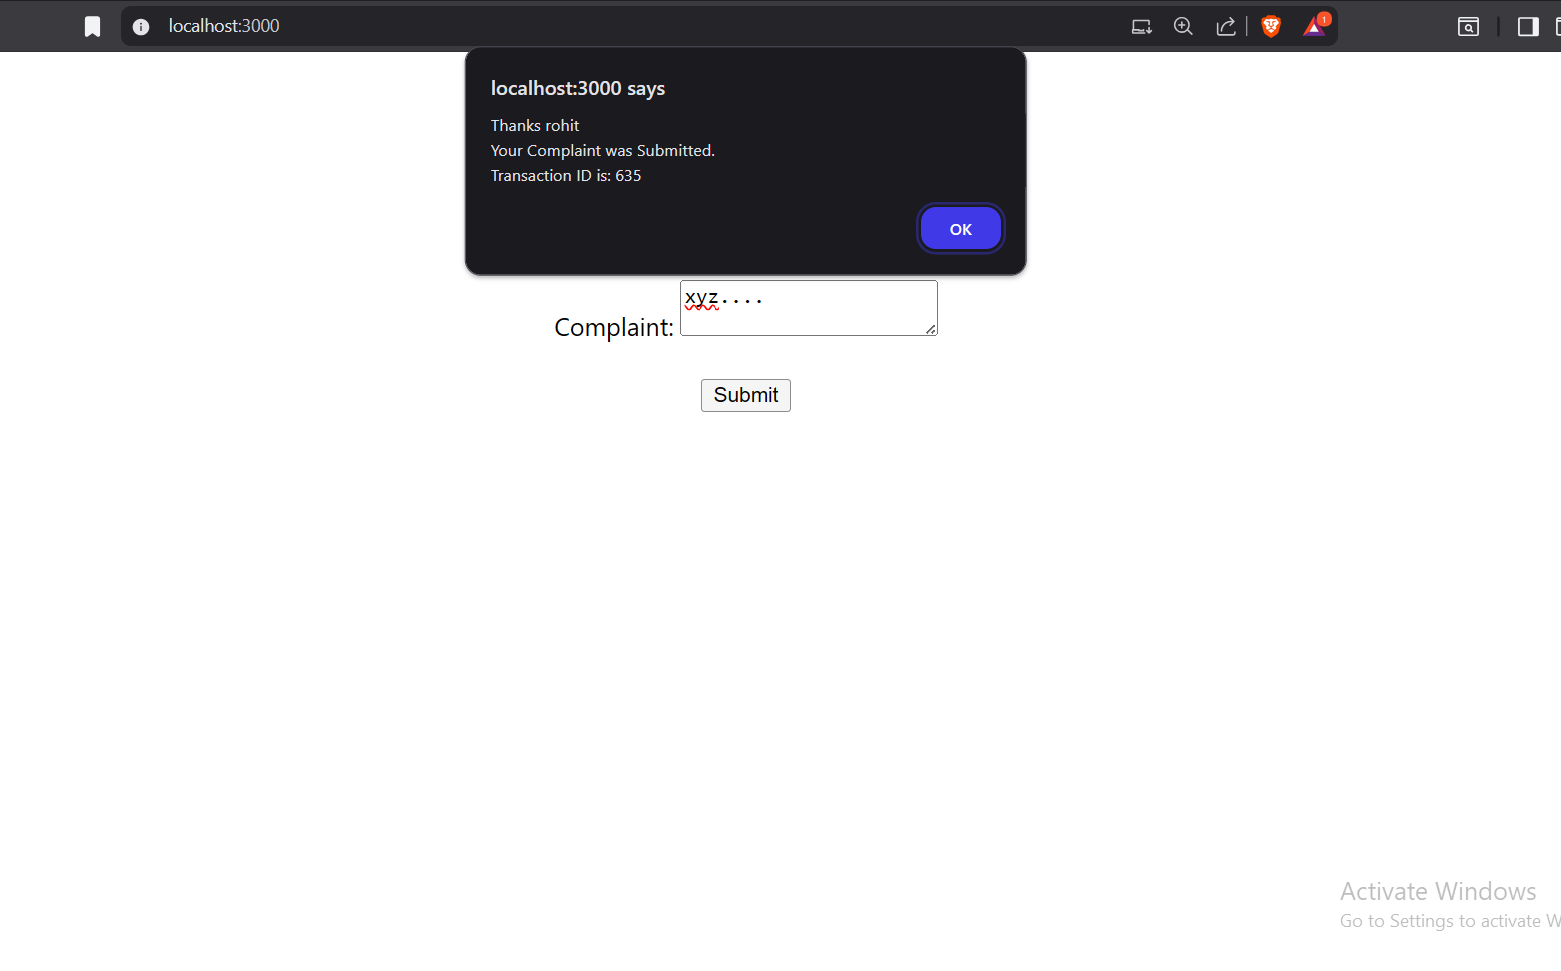 localhost:3000
1
localhost:3000 says
Thanks rohit
Your Complaint was Submitted.
Transaction ID is: 635
OK
Complaint: xyz....
Submit
Activate Windows
Go to Settings to activate W